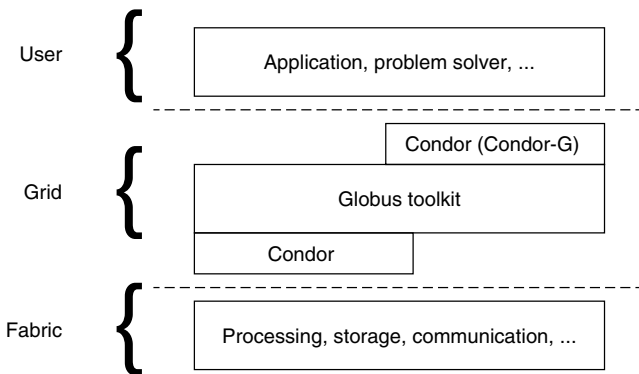 User
Application, problem solver, ...
Condor (Condor-G)
Grid
Globus toolkit
Condor
Fabric
Processing, storage, communication, ...